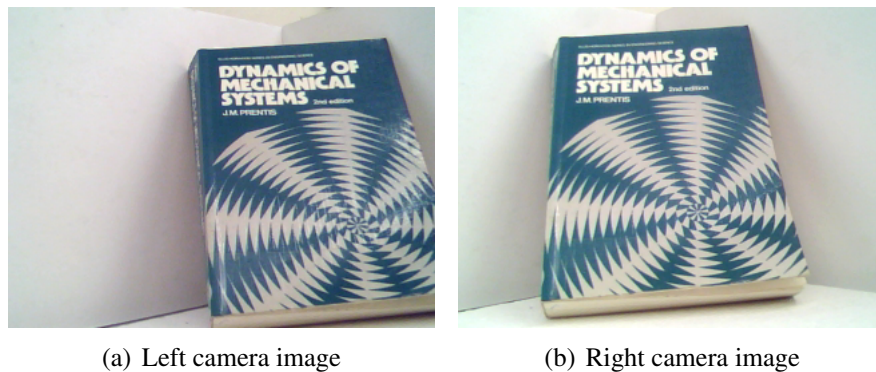 DYNAMICS OF
MECHANICAL
SYSTEMS 2nd edition
J.M. PRENTIS
DYNAMICS OF
MECHANICAL
SYSTEMS 2nd edition
J.M. PRENTIS
(a) Left camera image
(b) Right camera image